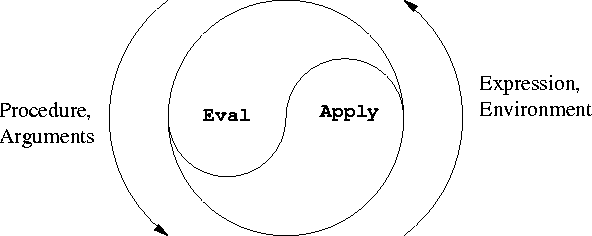 Procedure,
Arguments
Eval
Apply
Expression,
Environment